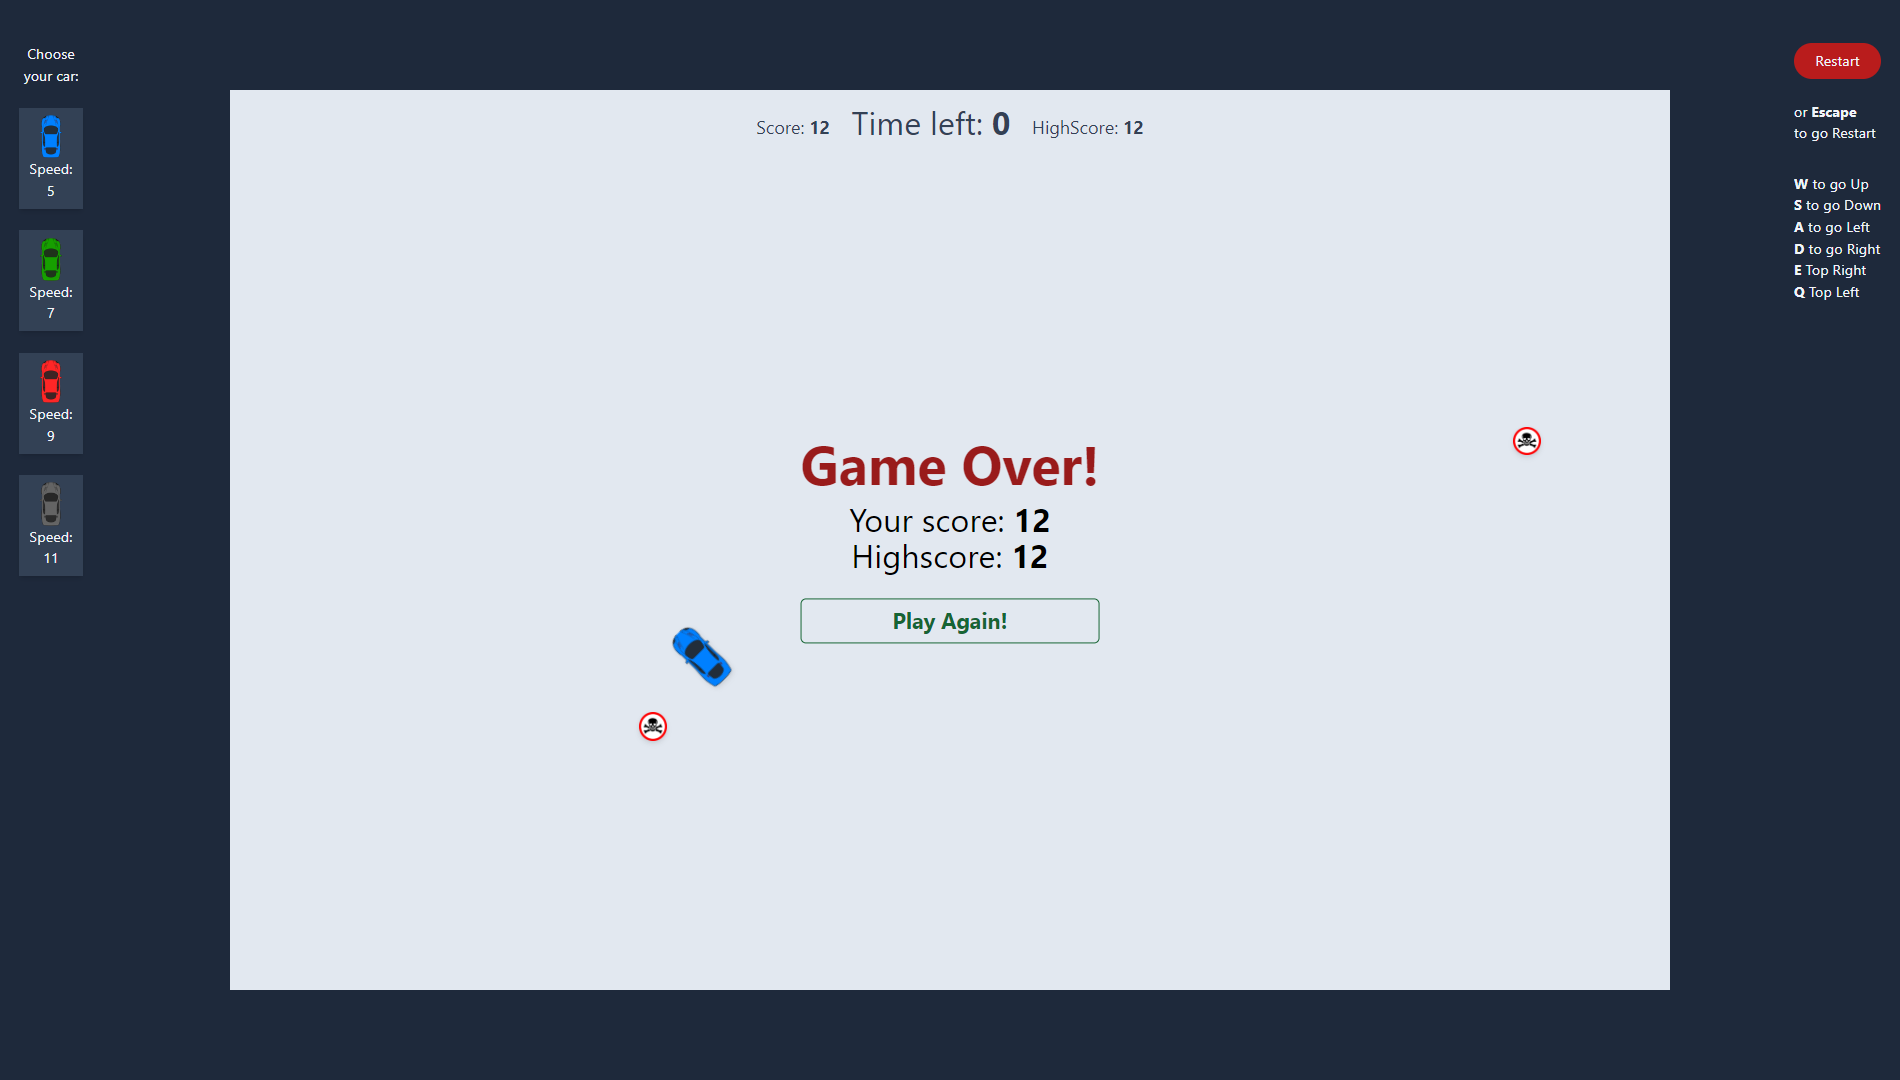 Choose
your car:
Speed:
5
Speed:
7
Speed:
9
Speed:
11
Score: 12 Time left: 0 HighScore: 12
Game Over!
Your score: 12
Highscore: 12
Play Again!
Restart
or Escape
to go Restart
W to go Up
S to go Down
A to go Left
D to go Right
E Top Right
Q Top Left